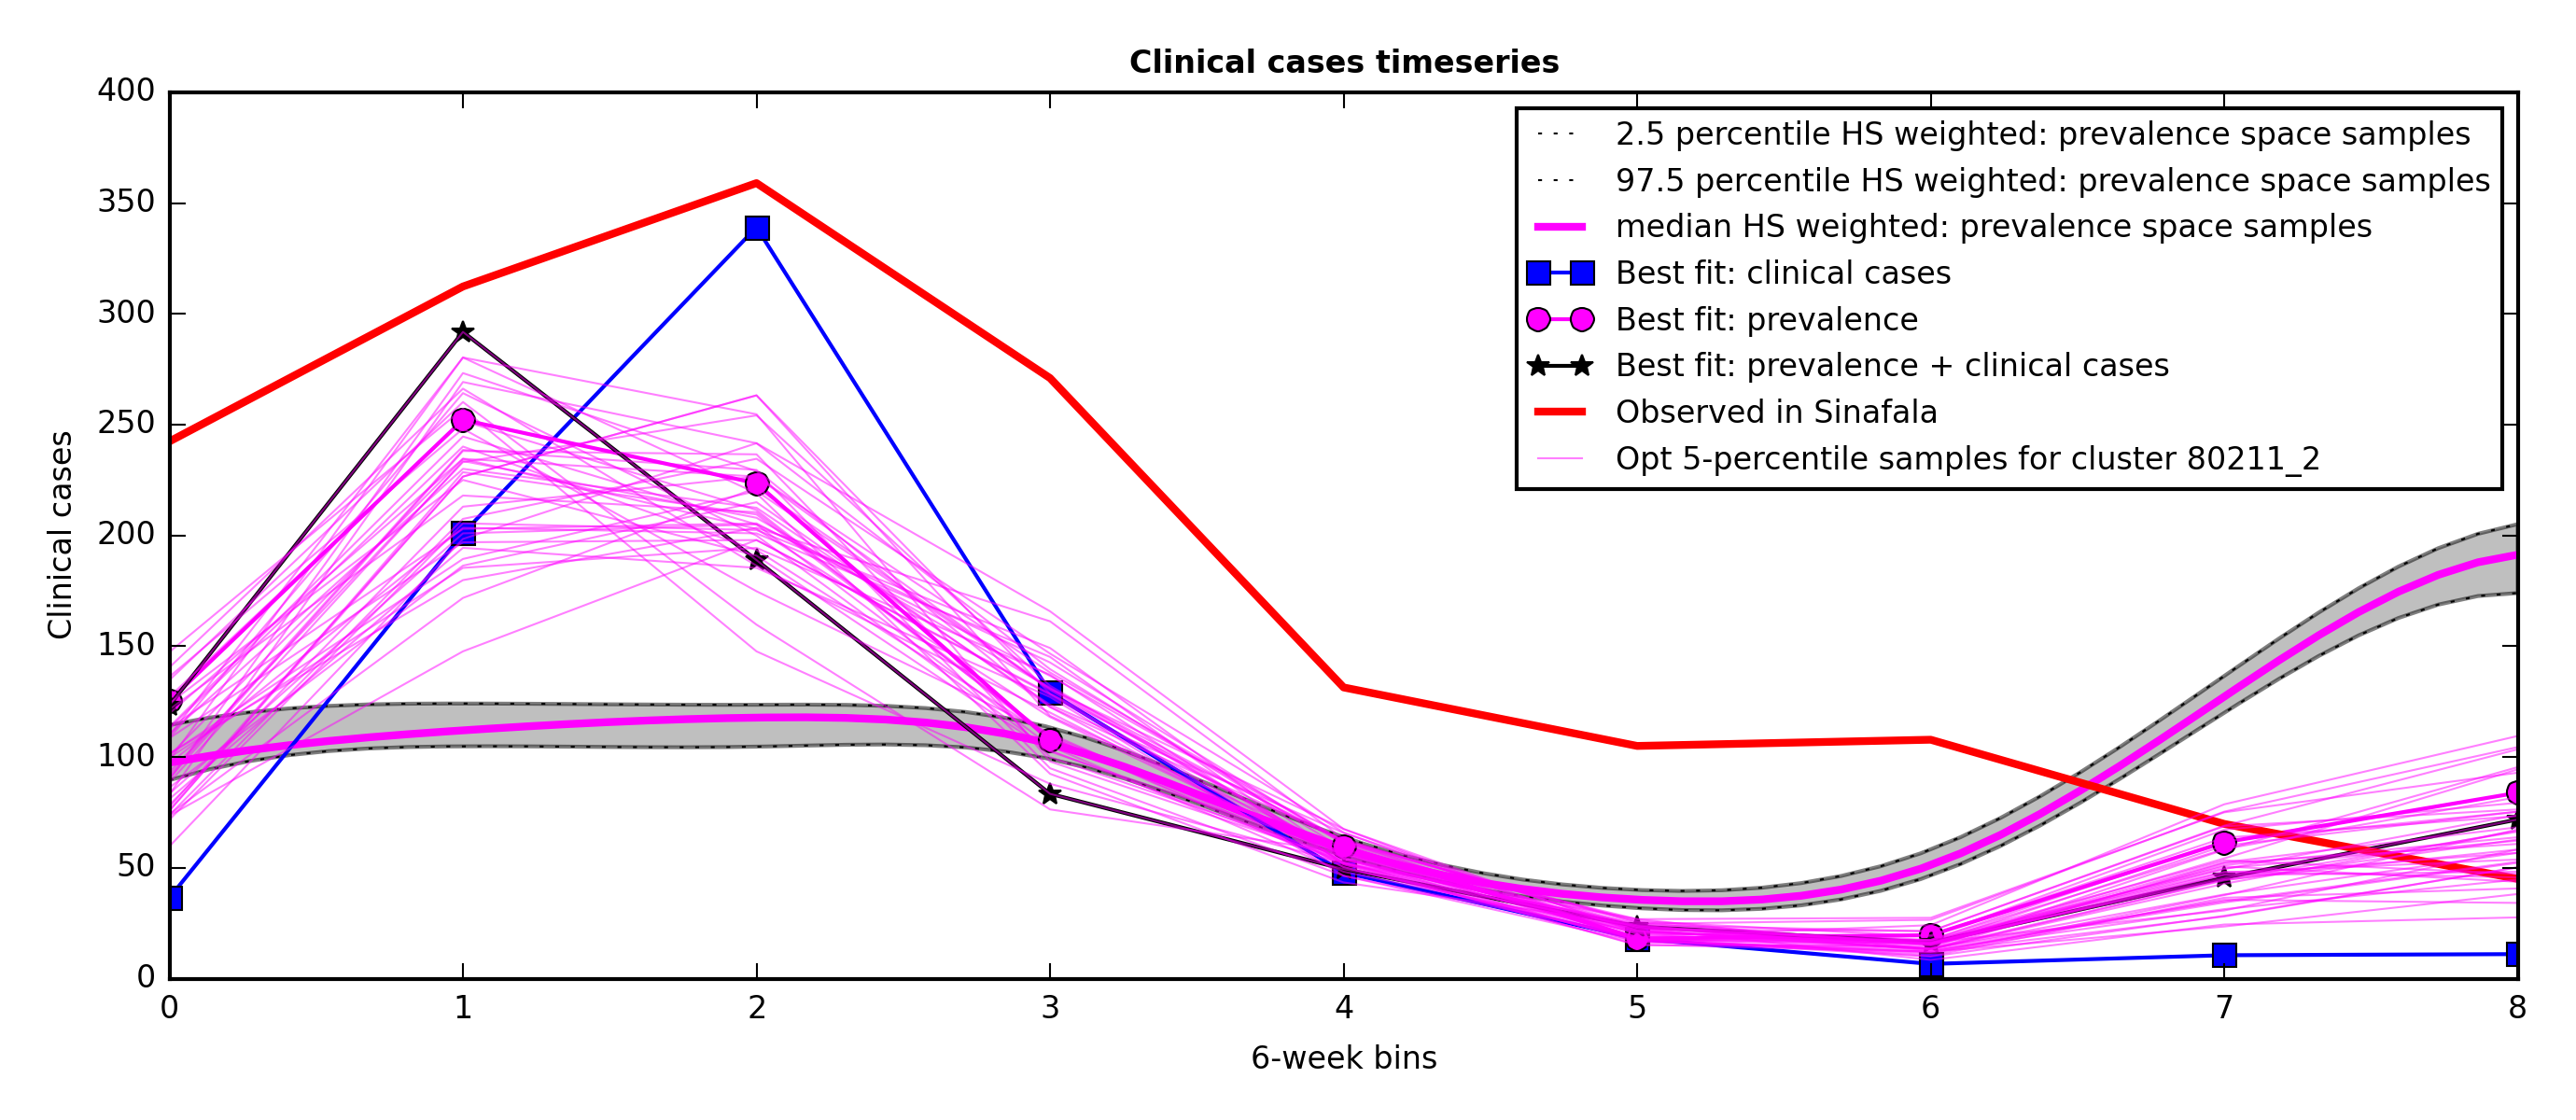 Clinical cases timeseries
400
350
300
250
200
150
100
50
0
Clinical cases
0 1 2 3 4 5 6 7 8
6-week bins
2.5 percentile HS weighted: prevalence space samples
97.5 percentile HS weighted: prevalence space samples
median HS weighted: prevalence space samples
Best fit: clinical cases
Best fit: prevalence
Best fit: prevalence + clinical cases
Observed in Sinafala
Opt 5-percentile samples for cluster 80211_2